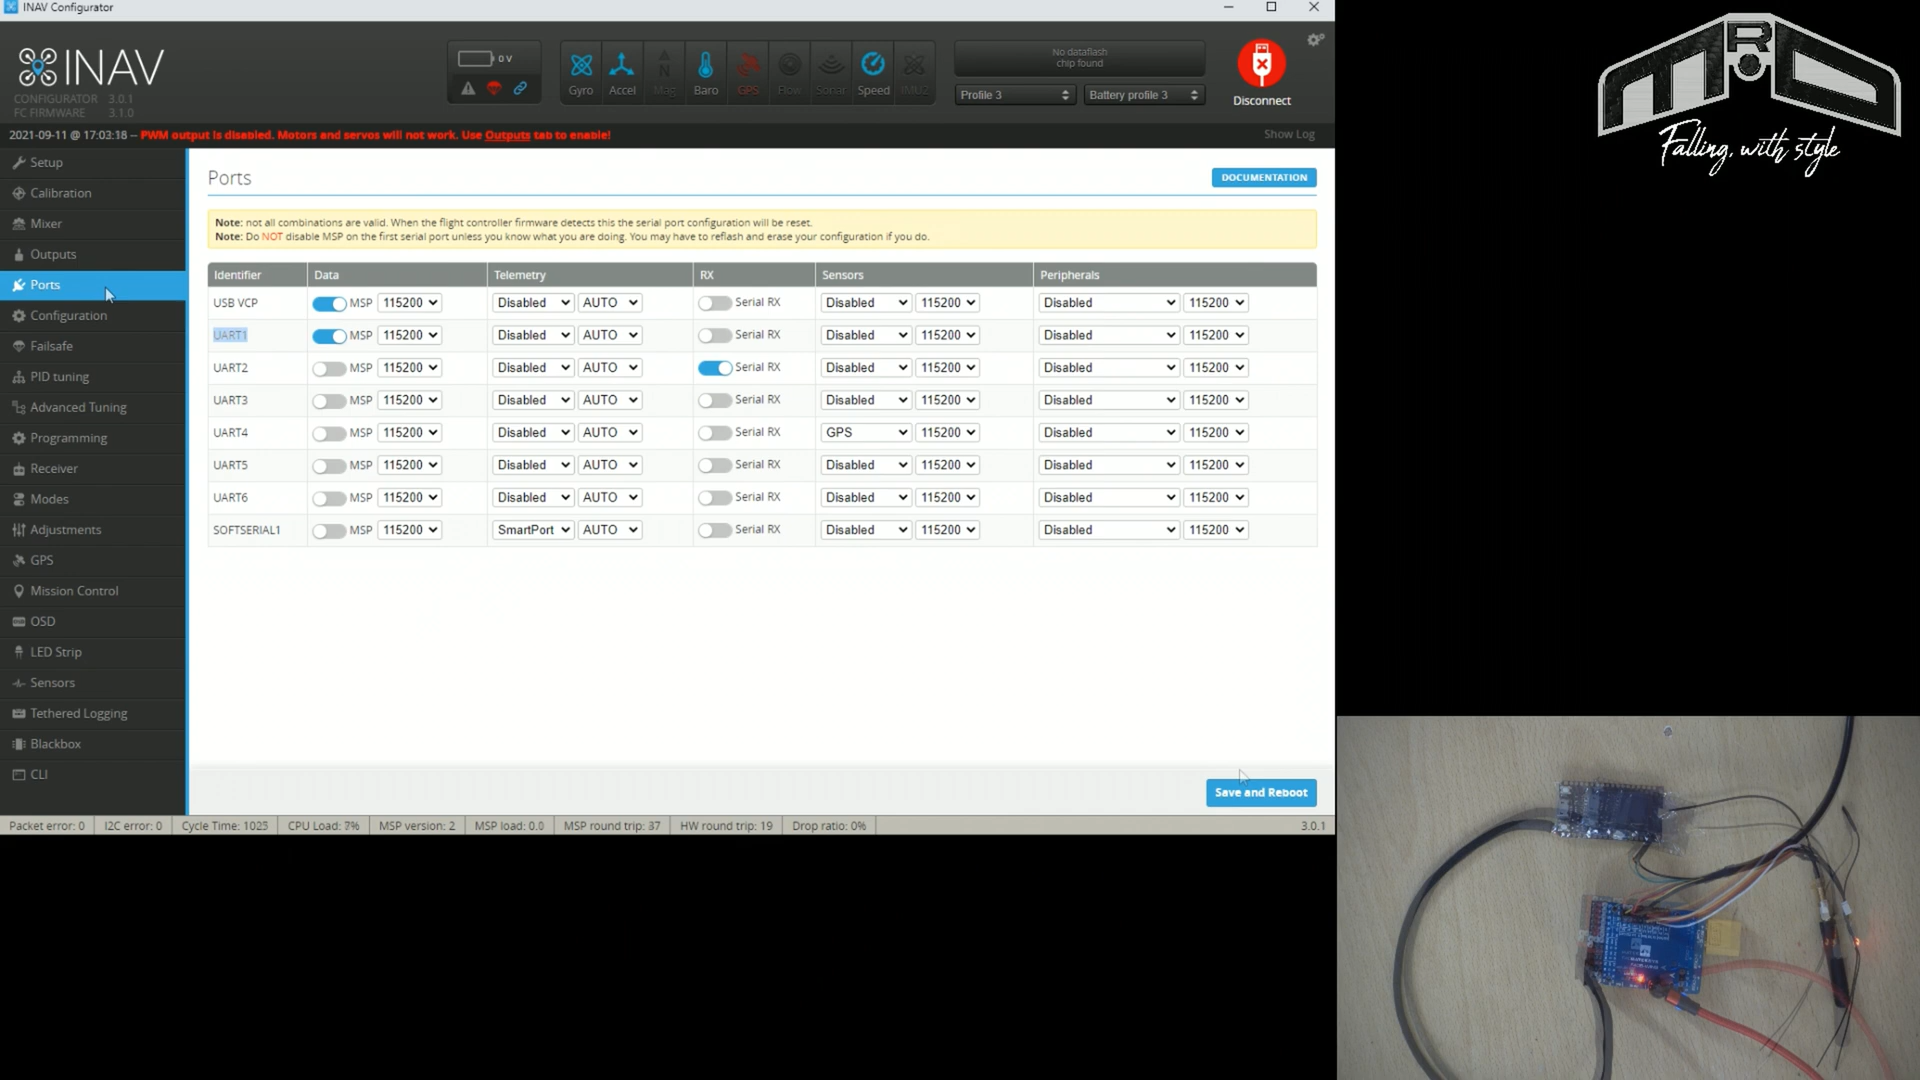 INAV Configurator
INAV
CONFIGURATOR 3.0.1
FC FIRMWARE 3.1.0
0 V
Gyro Accel Mag Baro GPS Flow Sonar Speed IMU2
No dataflash
chip found
Profile 3
Battery profile 3
Disconnect
2021-09-11 @ 17:03:18 -- PWM output is disabled. Motors and servos will not work. Use Outputs tab to enable!
Show Log
Setup
Calibration
Mixer
Outputs
Ports
Configuration
Failsafe
PID tuning
Advanced Tuning
Programming
Receiver
Modes
Adjustments
GPS
Mission Control
OSD
LED Strip
Sensors
Tethered Logging
Blackbox
CLI
Ports
DOCUMENTATION
Note: not all combinations are valid. When the flight controller firmware detects this the serial port configuration will be reset.
Note: Do NOT disable MSP on the first serial port unless you know what you are doing. You may have to reflash and erase your configuration if you do.
Identifier Data Telemetry RX Sensors Peripherals
USB VCP MSP 115200 Disabled AUTO Serial RX Disabled 115200 Disabled 115200
UART1 MSP 115200 Disabled AUTO Serial RX Disabled 115200 Disabled 115200
UART2 MSP 115200 Disabled AUTO Serial RX Disabled 115200 Disabled 115200
UART3 MSP 115200 Disabled AUTO Serial RX Disabled 115200 Disabled 115200
UART4 MSP 115200 Disabled AUTO Serial RX GPS 115200 Disabled 115200
UART5 MSP 115200 Disabled AUTO Serial RX Disabled 115200 Disabled 115200
UART6 MSP 115200 Disabled AUTO Serial RX Disabled 115200 Disabled 115200
SOFTSERIAL1 MSP 115200 SmartPort AUTO Serial RX Disabled 115200 Disabled 115200
Save and Reboot
Packet error: 0 I2C error: 0 Cycle Time: 1025 CPU Load: 7% MSP version: 2 MSP load: 0.0 MSP round trip: 37 HW round trip: 19 Drop ratio: 0% 3.0.1
MRD
Falling, with style